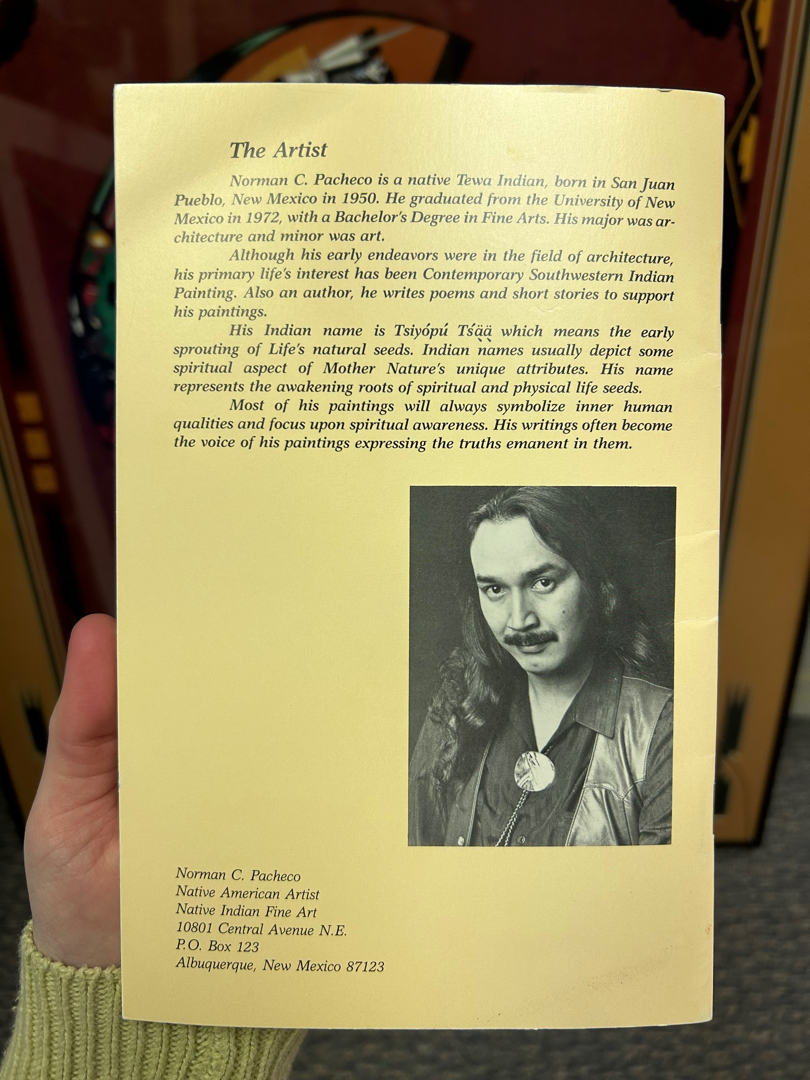 The Artist
Norman C. Pacheco is a native Tewa Indian, born in San Juan
Pueblo, New Mexico in 1950. He graduated from the University of New
Mexico in 1972, with a Bachelor's Degree in Fine Arts. His major was ar-
chitecture and minor was art.
Although his early endeavors were in the field of architecture,
his primary life's interest has been Contemporary Southwestern Indian
Painting. Also an author, he writes poems and short stories to support
his paintings.
His Indian name is Tsiyópú which means the early
sprouting of Life's natural seeds. Indian names usually depict some
spiritual aspect of Mother Nature's unique attributes. His name
represents the awakening roots of spiritual and physical life seeds.
Most of his paintings will always symbolize inner human
qualities and focus upon spiritual awareness. His writings often become
the voice of his paintings expressing the truths emanent in them.
Norman C. Pacheco
Native American Artist
Native Indian Fine Art
10801 Central Avenue N.E.
P.O. Box 123
Albuquerque, New Mexico 87123